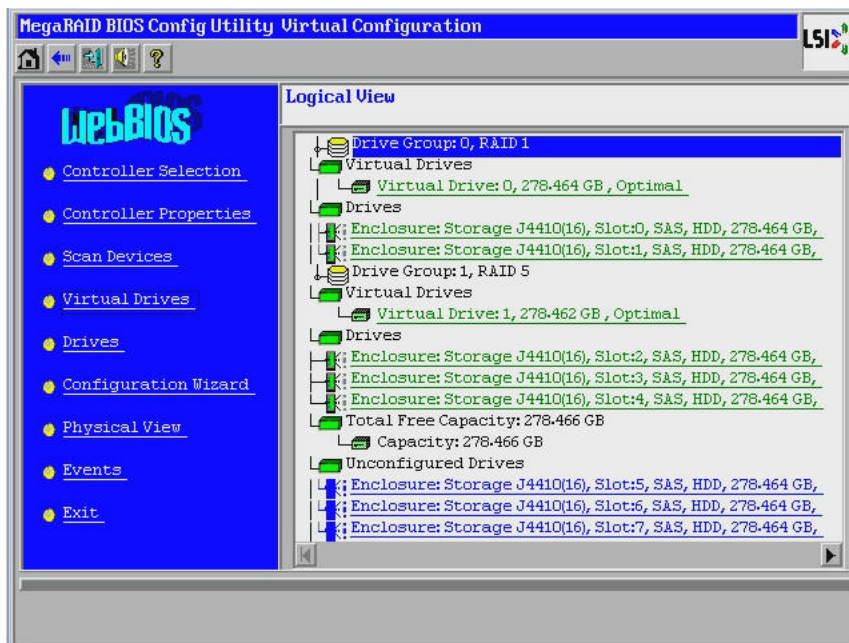 MegaRAID BIOS Config Utility Virtual Configuration
LSI
WebBIOS
Controller Selection
Controller Properties
Scan Devices
Virtual Drives
Drives
Configuration Wizard
Physical View
Events
Exit
Logical View
Drive Group: 0, RAID 1
Virtual Drives
Virtual Drive: 0, 278.464 GB, Optimal
Drives
Enclosure: Storage J4410(16), Slot:0, SAS, HDD, 278.464 GB,
Enclosure: Storage J4410(16), Slot:1, SAS, HDD, 278.464 GB,
Drive Group: 1, RAID 5
Virtual Drives
Virtual Drive: 1, 278.462 GB, Optimal
Drives
Enclosure: Storage J4410(16), Slot:2, SAS, HDD, 278.464 GB,
Enclosure: Storage J4410(16), Slot:3, SAS, HDD, 278.464 GB,
Enclosure: Storage J4410(16), Slot:4, SAS, HDD, 278.464 GB,
Total Free Capacity: 278.466 GB
Capacity: 278.466 GB
Unconfigured Drives
Enclosure: Storage J4410(16), Slot:5, SAS, HDD, 278.464 GB,
Enclosure: Storage J4410(16), Slot:6, SAS, HDD, 278.464 GB,
Enclosure: Storage J4410(16), Slot:7, SAS, HDD, 278.464 GB,